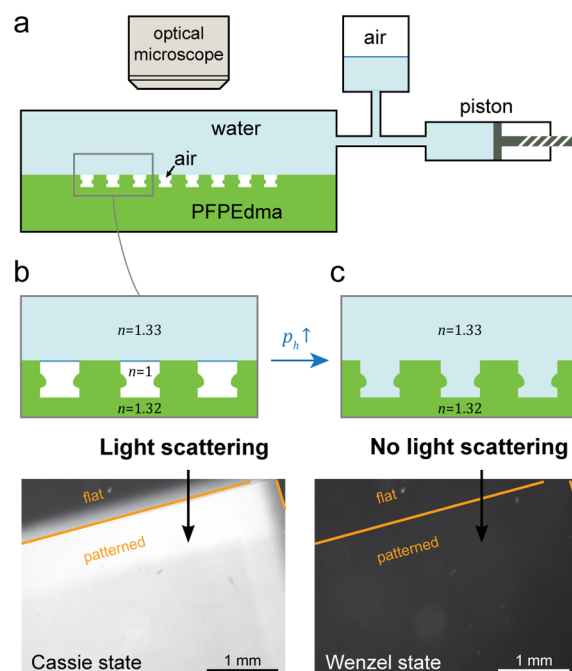 a
optical
microscope
air
piston
water
air
PFPEdma
b
c
n=1.33
n=1
n=1.32
pₕ↑
n=1.33
n=1.32
Light scattering
No light scattering
flat
patterned
Cassie state
1 mm
flat
patterned
Wenzel state
1 mm